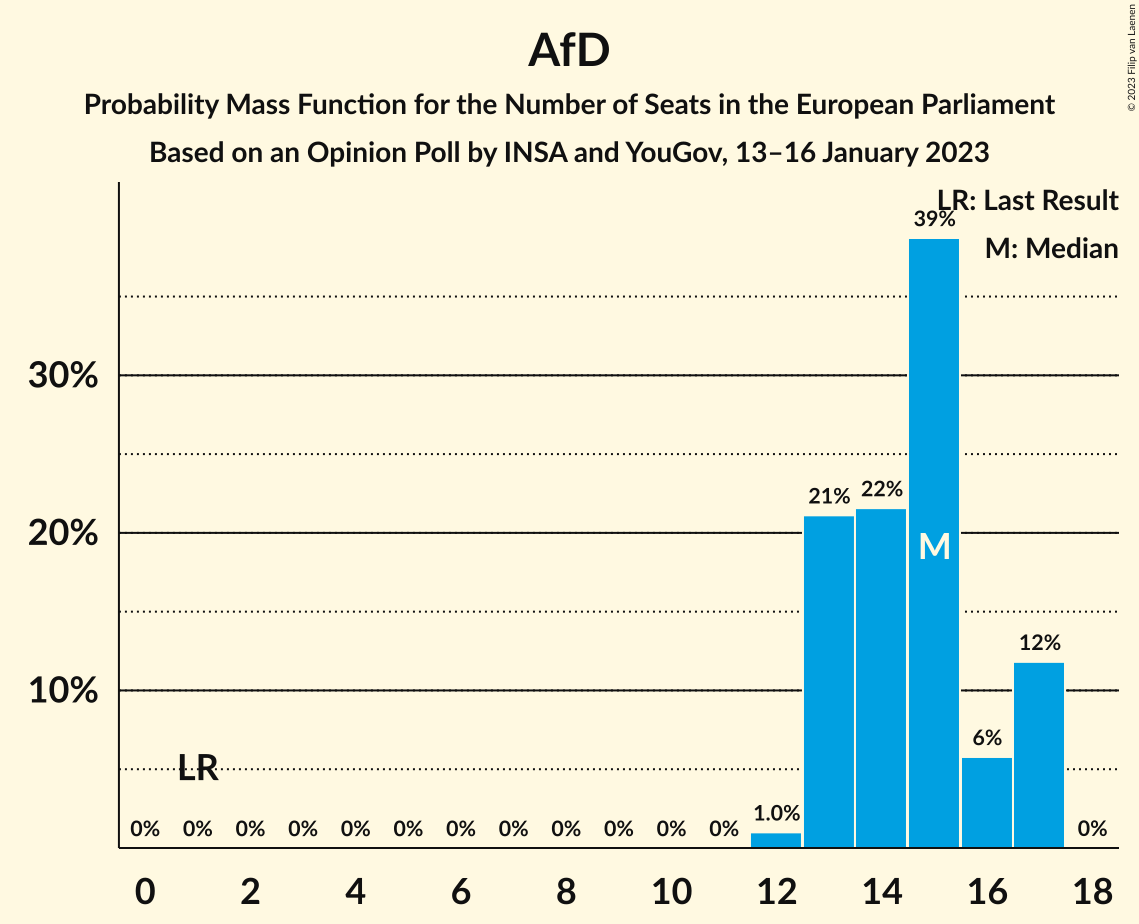 AfD
Probability Mass Function for the Number of Seats in the European Parliament
Based on an Opinion Poll by INSA and YouGov, 13–16 January 2023
© 2023 Filip van Laenen
LR: Last Result
M: Median
39%
30%
21%
22%
20%
M
12%
10%
6%
LR
1.0%
0% 0% 0% 0% 0% 0% 0% 0% 0% 0% 0% 0% 0%
0 2 4 6 8 10 12 14 16 18